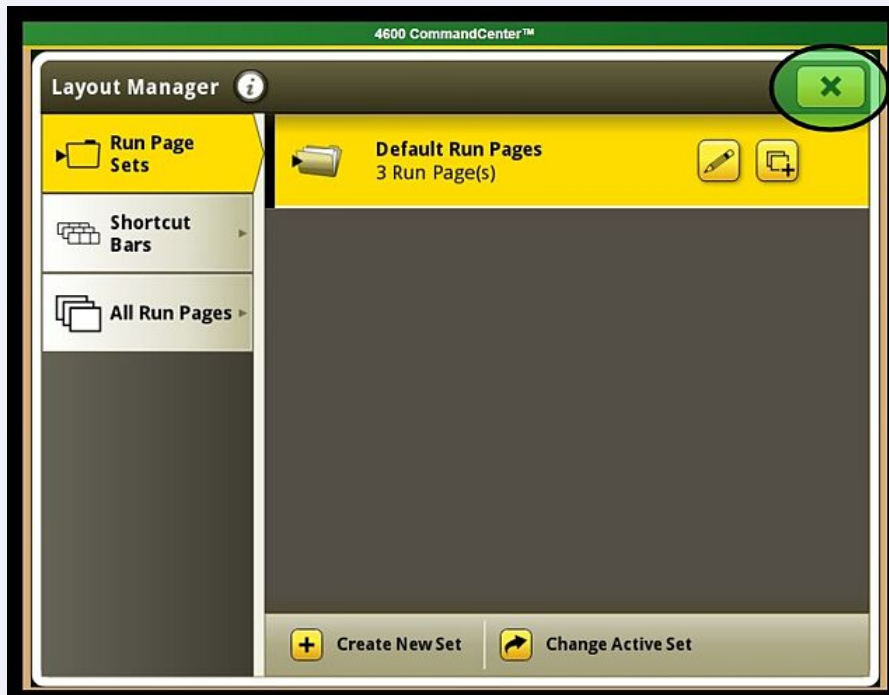 4600 CommandCenter™
Layout Manager i
Run Page
Sets
Default Run Pages
3 Run Page(s)
Shortcut
Bars
All Run Pages
Create New Set
Change Active Set